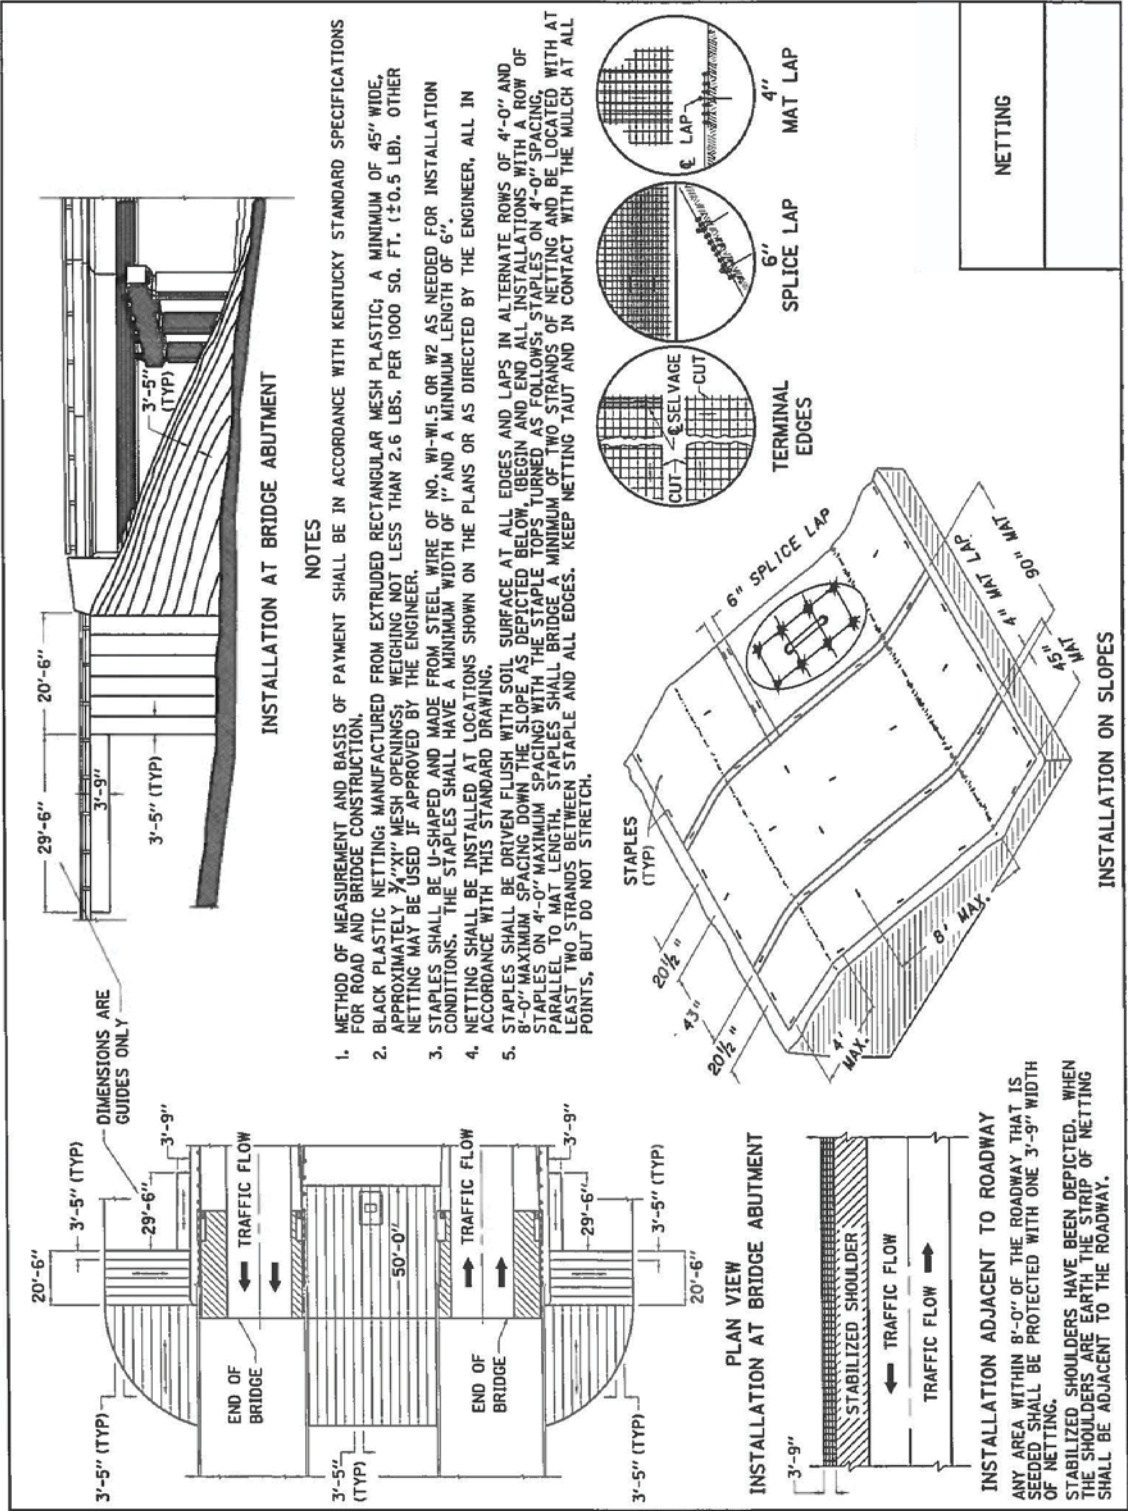 20'-6"
3'-5" (TYP)
29'-6"
3'-9"
DIMENSIONS ARE
GUIDES ONLY
3'-5" (TYP)
TRAFFIC FLOW
END OF
BRIDGE
50'-0"
3'-5"
(TYP)
END OF
BRIDGE
TRAFFIC FLOW
3'-9"
29'-6"
3'-5" (TYP)
3'-5" (TYP)
20'-6"
PLAN VIEW
INSTALLATION AT BRIDGE ABUTMENT
29'-6"
20'-6"
3'-9"
3'-5" (TYP)
3'-5"
(TYP)
INSTALLATION AT BRIDGE ABUTMENT
NOTES
1. METHOD OF MEASUREMENT AND BASIS OF PAYMENT SHALL BE IN ACCORDANCE WITH KENTUCKY STANDARD SPECIFICATIONS
FOR ROAD AND BRIDGE CONSTRUCTION.
2. BLACK PLASTIC NETTING: MANUFACTURED FROM EXTRUDED RECTANGULAR MESH PLASTIC; A MINIMUM OF 45" WIDE,
APPROXIMATELY 3/4"X1" MESH OPENINGS; WEIGHING NOT LESS THAN 2.6 LBS. PER 1000 SQ. FT. (±0.5 LB). OTHER
NETTING MAY BE USED IF APPROVED BY THE ENGINEER.
3. STAPLES SHALL BE U-SHAPED AND MADE FROM STEEL WIRE OF NO. W1-W1.5 OR W2 AS NEEDED FOR INSTALLATION
CONDITIONS. THE STAPLES SHALL HAVE A MINIMUM WIDTH OF 1" AND A MINIMUM LENGTH OF 6".
4. NETTING SHALL BE INSTALLED AT LOCATIONS SHOWN ON THE PLANS OR AS DIRECTED BY THE ENGINEER, ALL IN
ACCORDANCE WITH THIS STANDARD DRAWING.
5. STAPLES SHALL BE DRIVEN FLUSH WITH SOIL SURFACE AT ALL EDGES AND LAPS IN ALTERNATE ROWS OF 4'-0" AND
8'-0" MAXIMUM SPACING DOWN THE SLOPE AS DEPICTED BELOW, (BEGIN AND END ALL INSTALLATIONS WITH A ROW OF
STAPLES ON 4'-0" MAXIMUM SPACING) WITH THE STAPLE TOPS TURNED AS FOLLOWS: STAPLES ON 4'-0" SPACING,
PARALLEL TO MAT LENGTH. STAPLES SHALL BRIDGE A MINIMUM OF TWO STRANDS OF NETTING AND BE LOCATED WITH AT
LEAST TWO STRANDS BETWEEN STAPLE AND ALL EDGES. KEEP NETTING TAUT AND IN CONTACT WITH THE MULCH AT ALL
POINTS, BUT DO NOT STRETCH.
3'-9"
STABILIZED SHOULDER
TRAFFIC FLOW
TRAFFIC FLOW
INSTALLATION ADJACENT TO ROADWAY
ANY AREA WITHIN 8'-0" OF THE ROADWAY THAT IS
SEEDED SHALL BE PROTECTED WITH ONE 3'-9" WIDTH
OF NETTING.
STABILIZED SHOULDERS HAVE BEEN DEPICTED. WHEN
THE SHOULDERS ARE EARTH THE STRIP OF NETTING
SHALL BE ADJACENT TO THE ROADWAY.
STAPLES
(TYP)
6" SPLICE LAP
20 1/2"
43"
20 1/2"
4'
MAX.
8' MAX.
45"
MAT
4" MAT LAP
90" MAT
INSTALLATION ON SLOPES
CUT
℄ SELVAGE
CUT
TERMINAL
EDGES
6"
SPLICE LAP
℄ LAP
4"
MAT LAP
NETTING